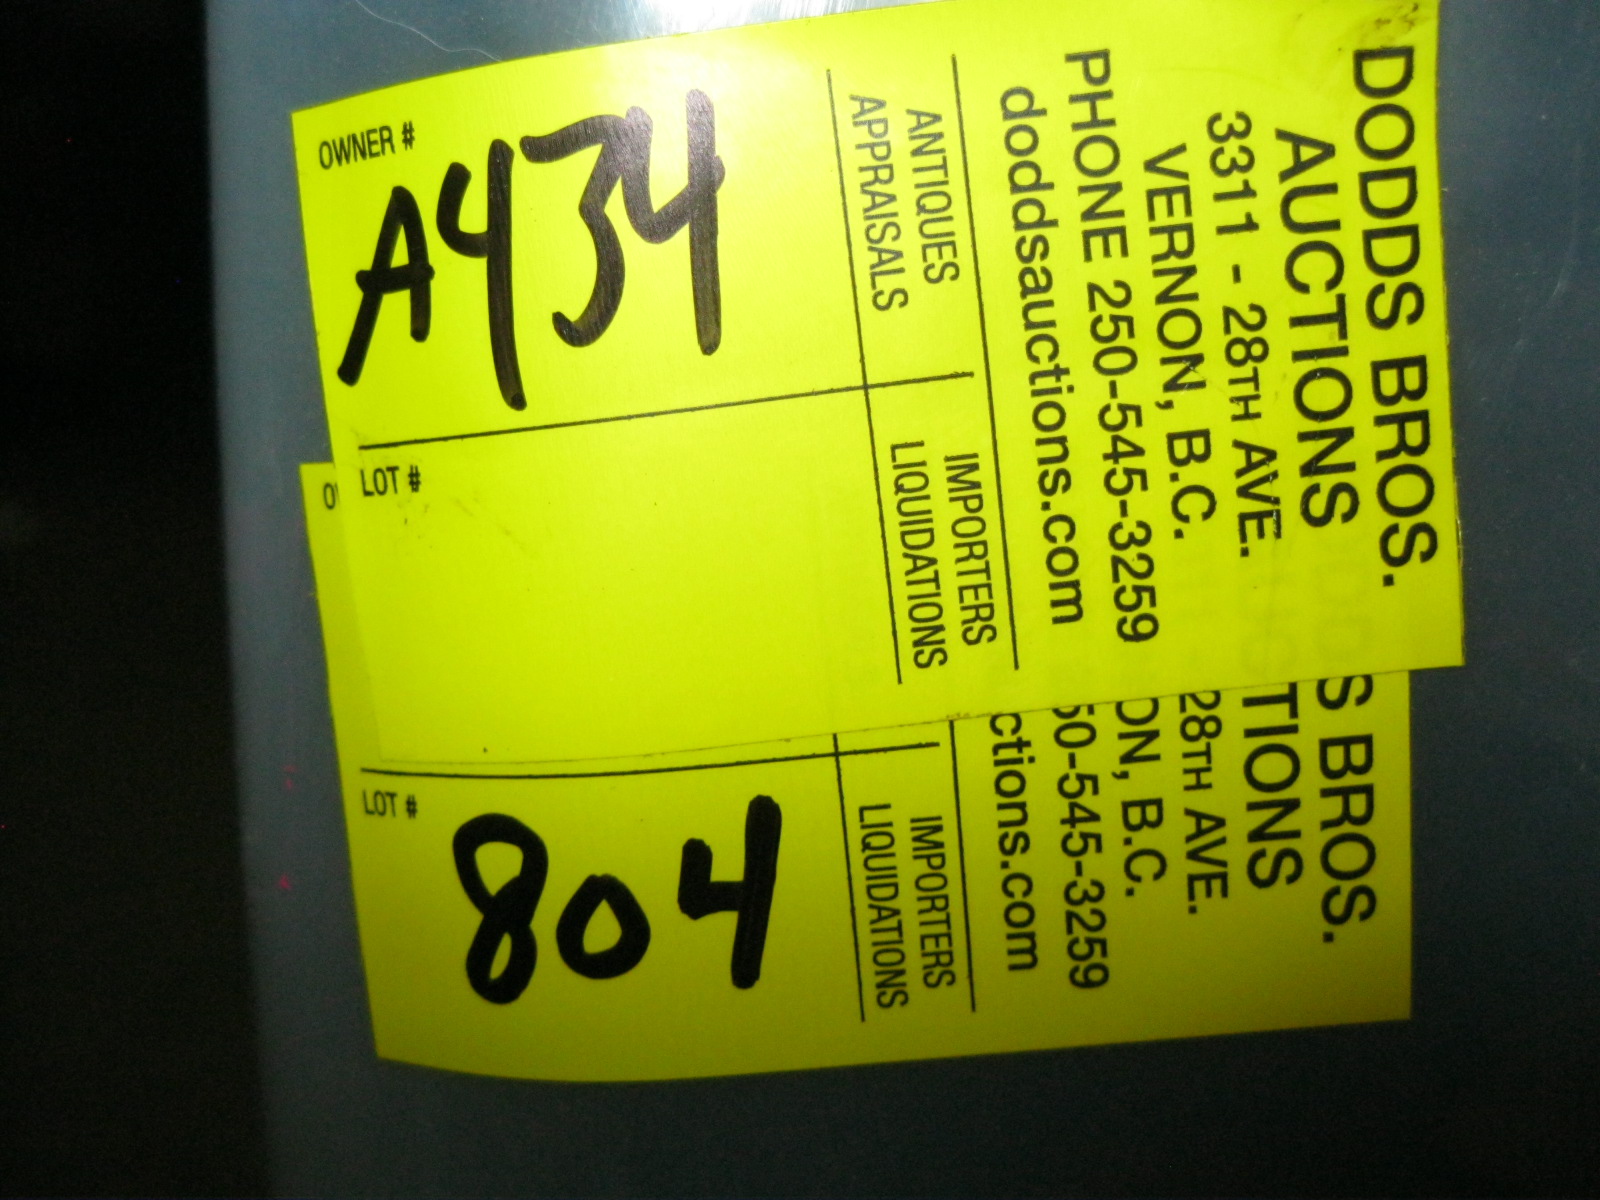 DODDS BROS.
AUCTIONS
3311 - 28TH AVE.
VERNON, B.C.
PHONE 250-545-3259
doddsauctions.com
ANTIQUES
APPRAISALS
IMPORTERS
LIQUIDATIONS
OWNER #
A434
LOT #
S BROS.
TIONS
28TH AVE.
ON, B.C.
50-545-3259
ctions.com
IMPORTERS
LIQUIDATIONS
LOT #
804